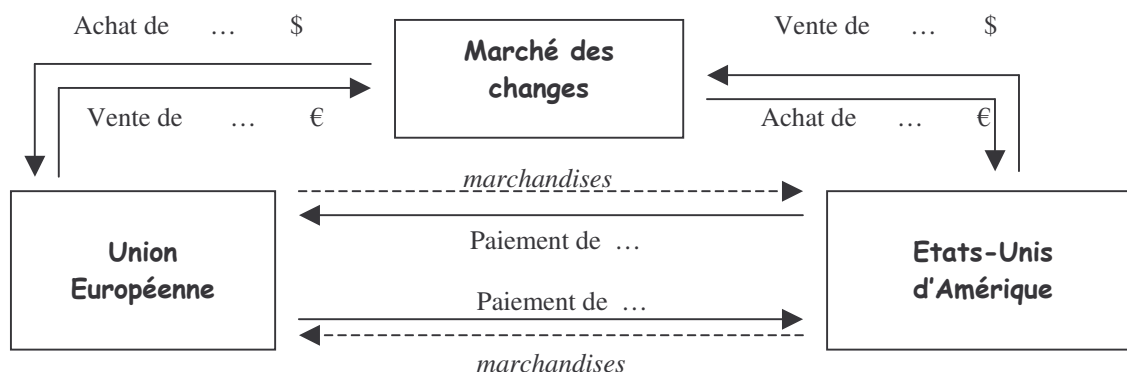 Achat de … $
Marché des
changes
Vente de … $
Vente de … €
Achat de … €
marchandises
Paiement de …
Union
Européenne
Etats-Unis
d'Amérique
Paiement de …
marchandises